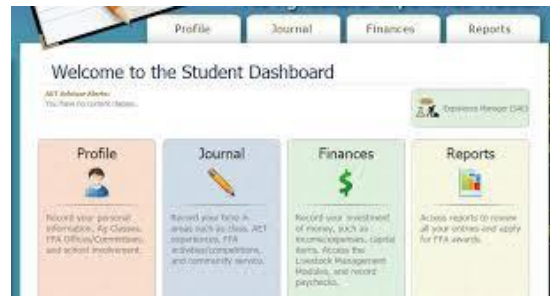 Profile Journal Finances Reports
Welcome to the Student Dashboard
AET Advisor Alerts:
You have no current classes.
Experience Manager (SAE)
Profile
Record your personal
information, Ag Classes,
FFA Offices/Committees,
and school involvement.
Journal
Record your time in
areas such as class, AET
experiences, FFA
activities/competitions,
and community service.
Finances
Record your investment
of money, such as
income/expenses, capital
items. Access the
Livestock Management
Modules, and record
paychecks.
Reports
Access reports to review
all your entries and apply
for FFA awards.